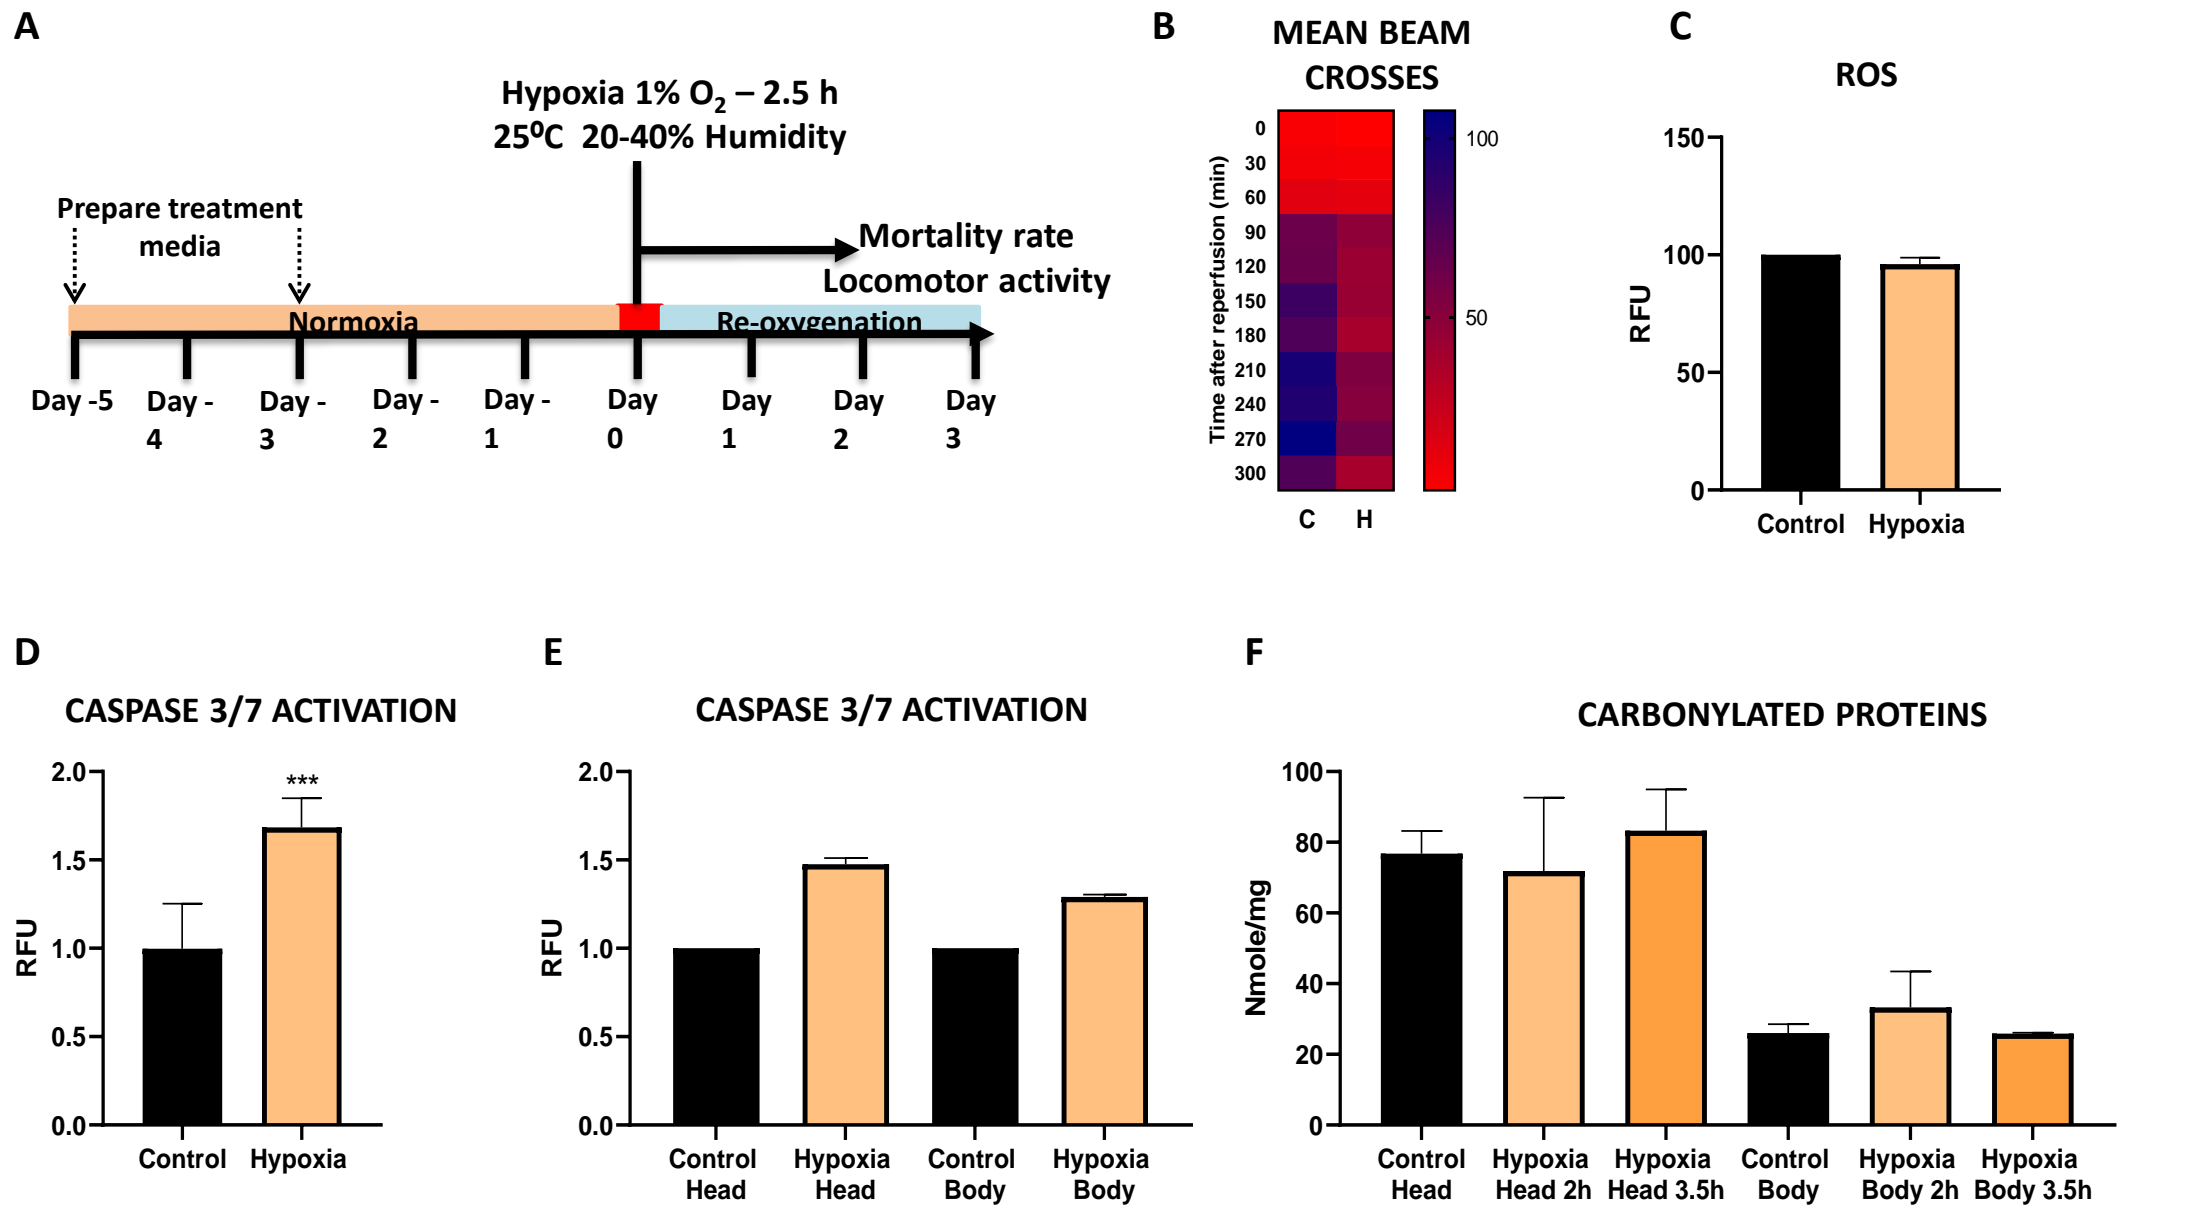 A
Hypoxia 1% O2 – 2.5 h
25⁰C 20-40% Humidity
Prepare treatment
media
Mortality rate
Locomotor activity
Normoxia
Re-oxygenation
Day -5
Day -
4
Day -
3
Day -
2
Day -
1
Day
0
Day
1
Day
2
Day
3
B
MEAN BEAM
CROSSES
Time after reperfusion (min)
0
30
60
90
120
150
180
210
240
270
300
C H
100
50
C
ROS
RFU
150
100
50
0
Control Hypoxia
D
CASPASE 3/7 ACTIVATION
RFU
2.0
1.5
1.0
0.5
0.0
***
Control Hypoxia
E
CASPASE 3/7 ACTIVATION
RFU
2.0
1.5
1.0
0.5
0.0
Control
Head
Hypoxia
Head
Control
Body
Hypoxia
Body
F
CARBONYLATED PROTEINS
Nmole/mg
100
80
60
40
20
0
Control
Head
Hypoxia
Head 2h
Hypoxia
Head 3.5h
Control
Body
Hypoxia
Body 2h
Hypoxia
Body 3.5h